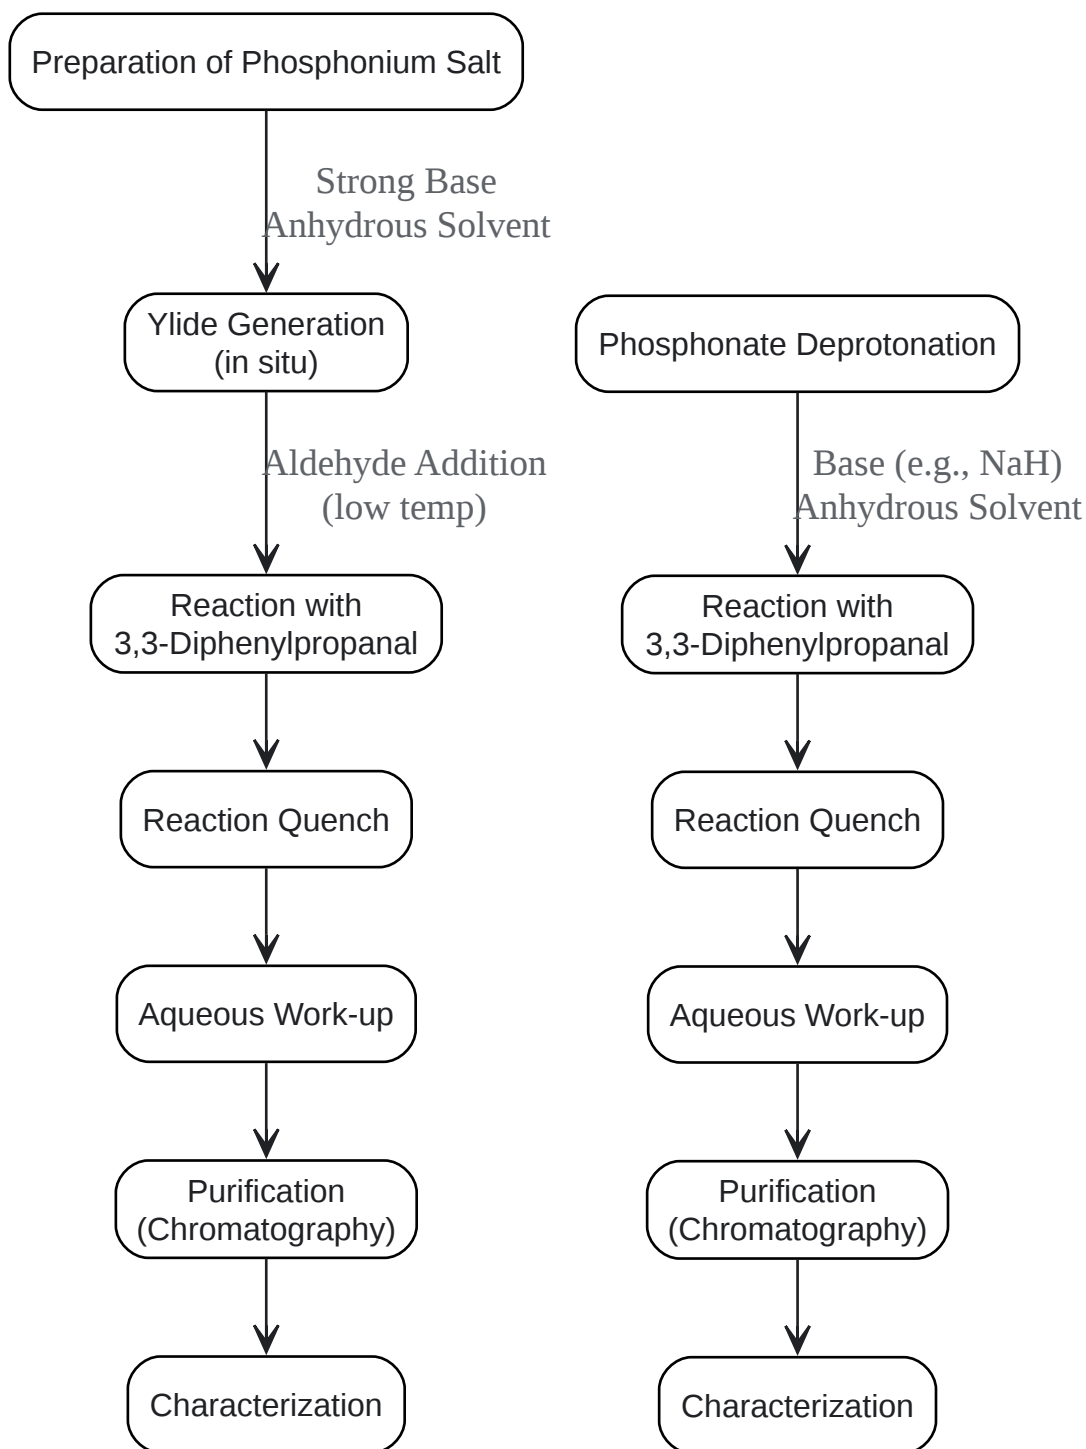 Preparation of Phosphonium Salt
Strong Base
Anhydrous Solvent
Ylide Generation
(in situ)
Aldehyde Addition
(low temp)
Reaction with
3,3-Diphenylpropanal
Reaction Quench
Aqueous Work-up
Purification
(Chromatography)
Characterization
Phosphonate Deprotonation
Base (e.g., NaH)
Anhydrous Solvent
Reaction with
3,3-Diphenylpropanal
Reaction Quench
Aqueous Work-up
Purification
(Chromatography)
Characterization